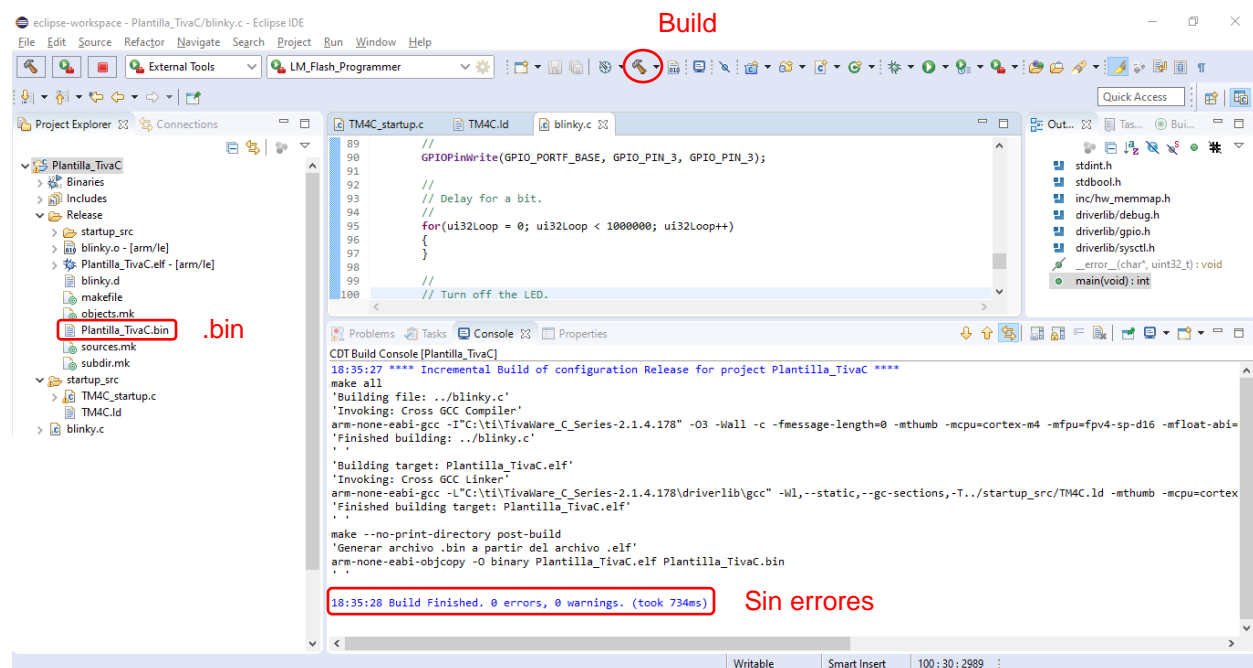 Build
eclipse-workspace - Plantilla_TivaC/blinky.c - Eclipse IDE
File Edit Source Refactor Navigate Search Project Run Window Help
External Tools
LM_Flash_Programmer
Quick Access
Project Explorer
Connections
Plantilla_TivaC
Binaries
Includes
Release
startup_src
blinky.o - [arm/le]
Plantilla_TivaC.elf - [arm/le]
blinky.d
makefile
objects.mk
Plantilla_TivaC.bin
.bin
sources.mk
subdir.mk
startup_src
TM4C_startup.c
TM4C.ld
blinky.c
TM4C_startup.c TM4C.ld blinky.c
89 //
90 GPIOPinWrite(GPIO_PORTF_BASE, GPIO_PIN_3, GPIO_PIN_3);
91
92 //
93 // Delay for a bit.
94 //
95 for(ui32Loop = 0; ui32Loop < 1000000; ui32Loop++)
96 {
97 }
98
99 //
100 // Turn off the LED.
Out... Tas... Bui...
stdint.h
stdbool.h
inc/hw_memmap.h
driverlib/debug.h
driverlib/gpio.h
driverlib/sysctl.h
__error__(char*, uint32_t) : void
main(void) : int
Problems Tasks Console Properties
CDT Build Console [Plantilla_TivaC]
18:35:27 **** Incremental Build of configuration Release for project Plantilla_TivaC ****
make all
'Building file: ../blinky.c'
'Invoking: Cross GCC Compiler'
arm-none-eabi-gcc -I"C:\ti\TivaWare_C_Series-2.1.4.178" -O3 -Wall -c -fmessage-length=0 -mthumb -mcpu=cortex-m4 -mfpu=fpv4-sp-d16 -mfloat-abi=
'Finished building: ../blinky.c'
' '
'Building target: Plantilla_TivaC.elf'
'Invoking: Cross GCC Linker'
arm-none-eabi-gcc -L"C:\ti\TivaWare_C_Series-2.1.4.178\driverlib\gcc" -Wl,--static,--gc-sections,-T../startup_src/TM4C.ld -mthumb -mcpu=cortex
'Finished building target: Plantilla_TivaC.elf'
' '
make --no-print-directory post-build
'Generar archivo .bin a partir del archivo .elf'
arm-none-eabi-objcopy -O binary Plantilla_TivaC.elf Plantilla_TivaC.bin
' '
18:35:28 Build Finished. 0 errors, 0 warnings. (took 734ms)
Sin errores
Writable Smart Insert 100 : 30 : 2989